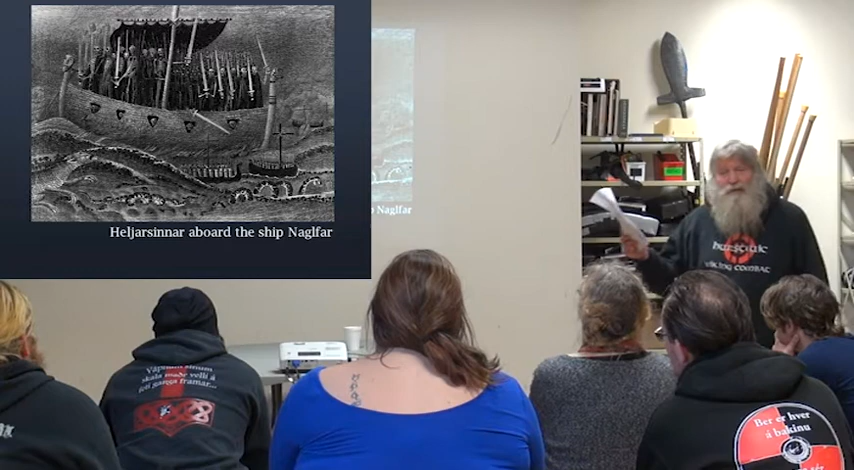 Heljarsinnar aboard the ship Naglfar
Naglfar
VIKING COMBAT
Vápnum sínum
skala maðr velli á
feti ganga framar...
Ber er hver
á bakinu